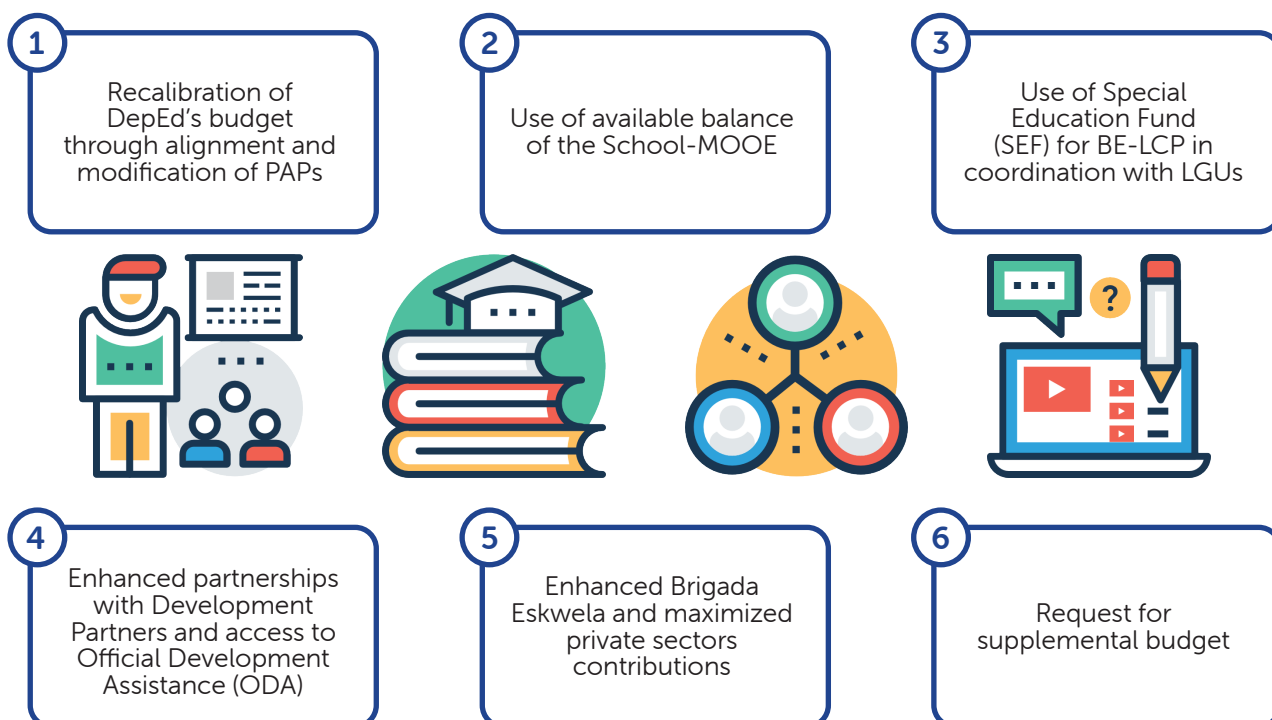 1
Recalibration of
DepEd's budget
through alignment and
modification of PAPs
2
Use of available balance
of the School-MOOE
3
Use of Special
Education Fund
(SEF) for BE-LCP in
coordination with LGUs
?
4
Enhanced partnerships
with Development
Partners and access to
Official Development
Assistance (ODA)
5
Enhanced Brigada
Eskwela and maximized
private sectors
contributions
6
Request for
supplemental budget